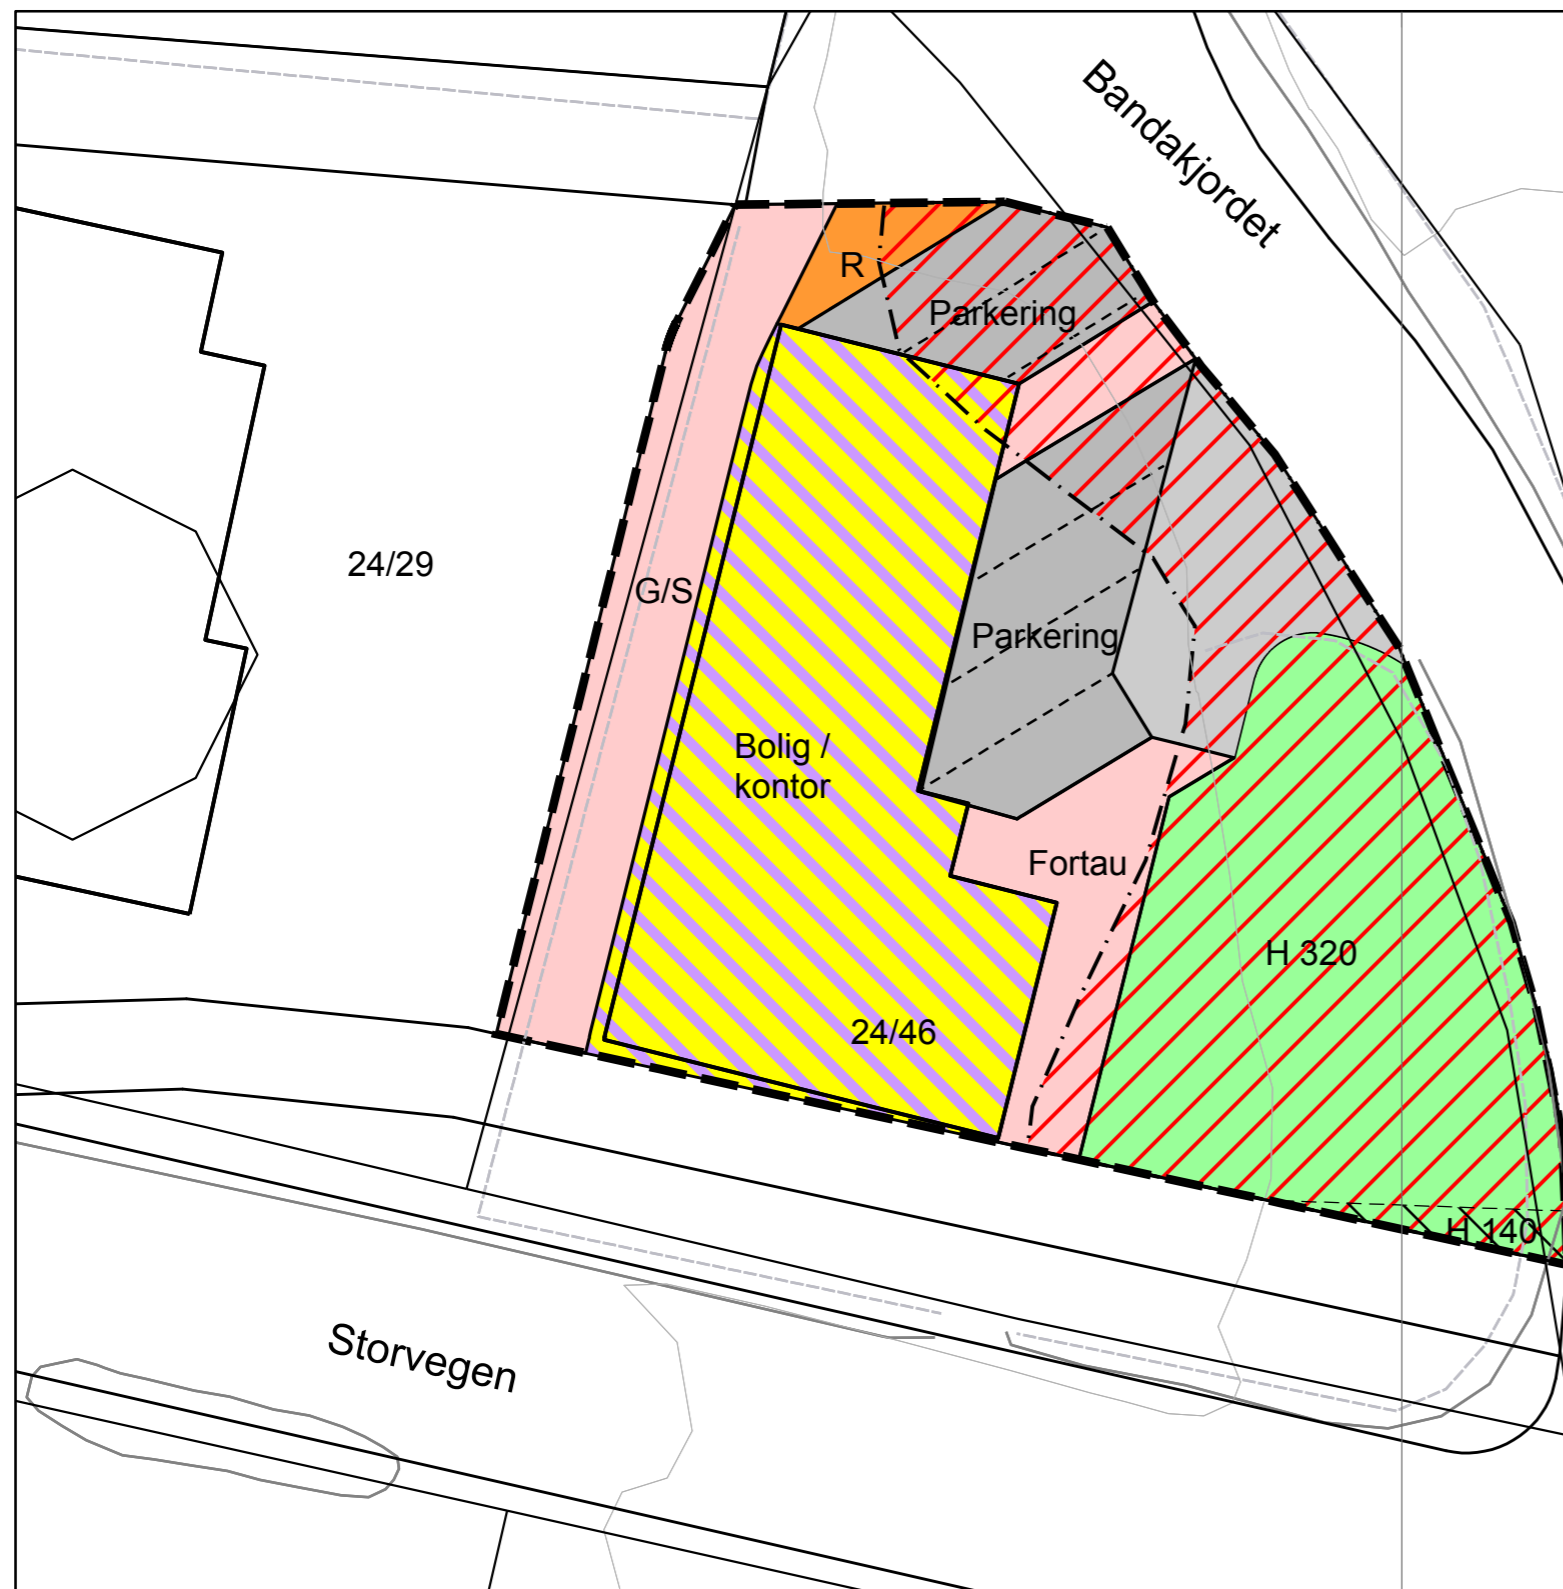 Bandakjordet
R
Parkering
24/29
G/S
Parkering
Bolig /
kontor
Fortau
H 320
24/46
H 140
Storvegen